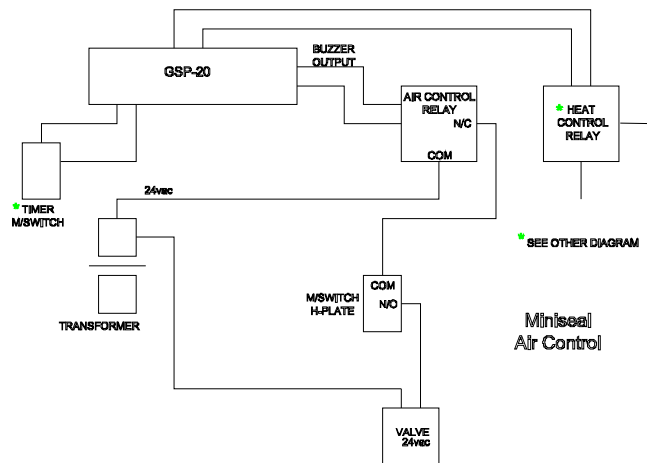 GSP-20
BUZZER
OUTPUT
AIR CONTROL
RELAY
N/C
COM
* HEAT
CONTROL
RELAY
* TIMER
M/SWITCH
24vac
* SEE OTHER DIAGRAM
TRANSFORMER
M/SWITCH
H-PLATE
COM
N/O
Miniseal
Air Control
VALVE
24vac